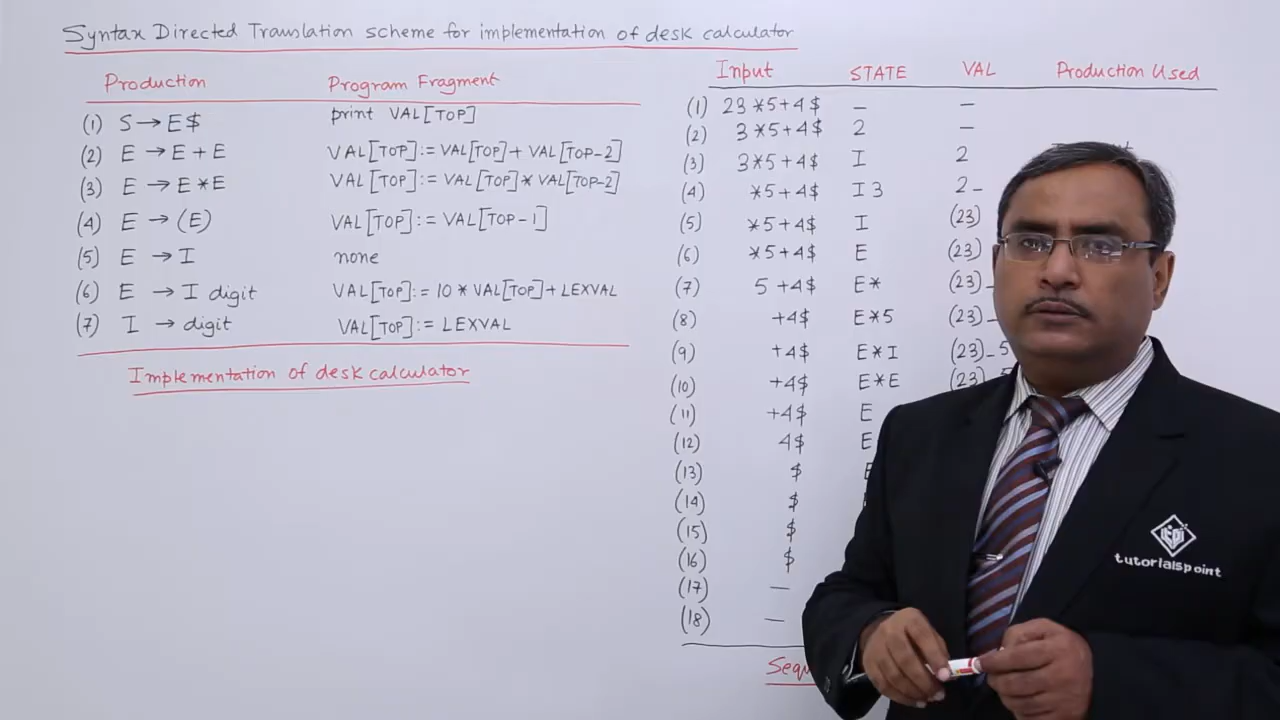 Syntax Directed Translation scheme for implementation of desk calculator
Production Program Fragment
(1) S → E$ print VAL[TOP]
(2) E → E + E VAL[TOP] := VAL[TOP] + VAL[TOP-2]
(3) E → E * E VAL[TOP] := VAL[TOP] * VAL[TOP-2]
(4) E → (E) VAL[TOP] := VAL[TOP-1]
(5) E → I none
(6) E → I digit VAL[TOP] := 10 * VAL[TOP] + LEXVAL
(7) I → digit VAL[TOP] := LEXVAL
Implementation of desk calculator
Input STATE VAL Production Used
(1) 23*5+4$ — —
(2) 3*5+4$ 2 —
(3) 3*5+4$ I 2
(4) *5+4$ I3 2_
(5) *5+4$ I (23)
(6) *5+4$ E (23)
(7) 5+4$ E* (23)_
(8) +4$ E*5 (23)_
(9) +4$ E*I (23)_5
(10) +4$ E*E (23)_5
(11) +4$ E
(12) 4$ E
(13) $ E
(14) $
(15) $
(16) $
(17) —
(18) —
tutorialspoint